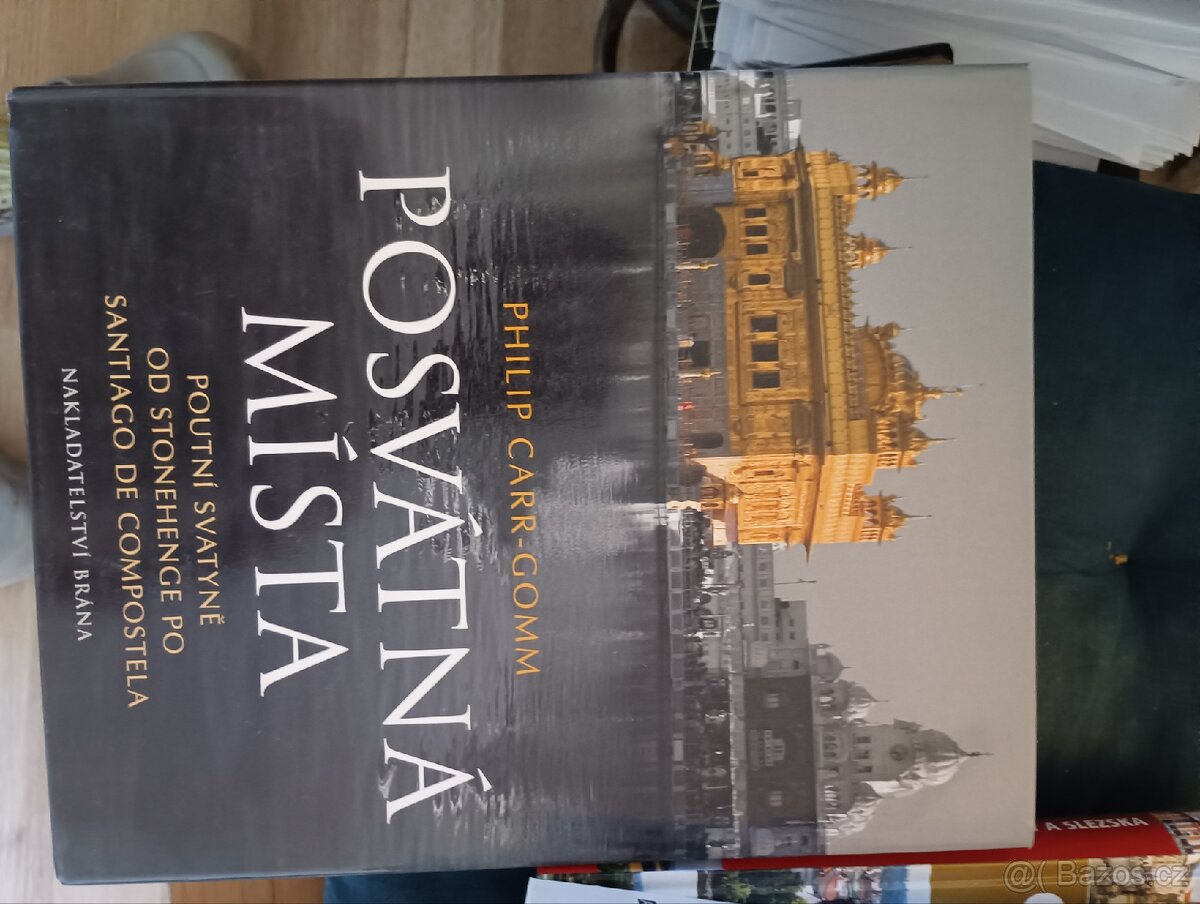 PHILIP CARR-GOMM
POSVÁTNÁ
MÍSTA
POUTNÍ SVATYNĚ
OD STONEHENGE PO
SANTIAGO DE COMPOSTELA
NAKLADATELSTVÍ BRÁNA
A SLEZSKA
@( Bazos.cz